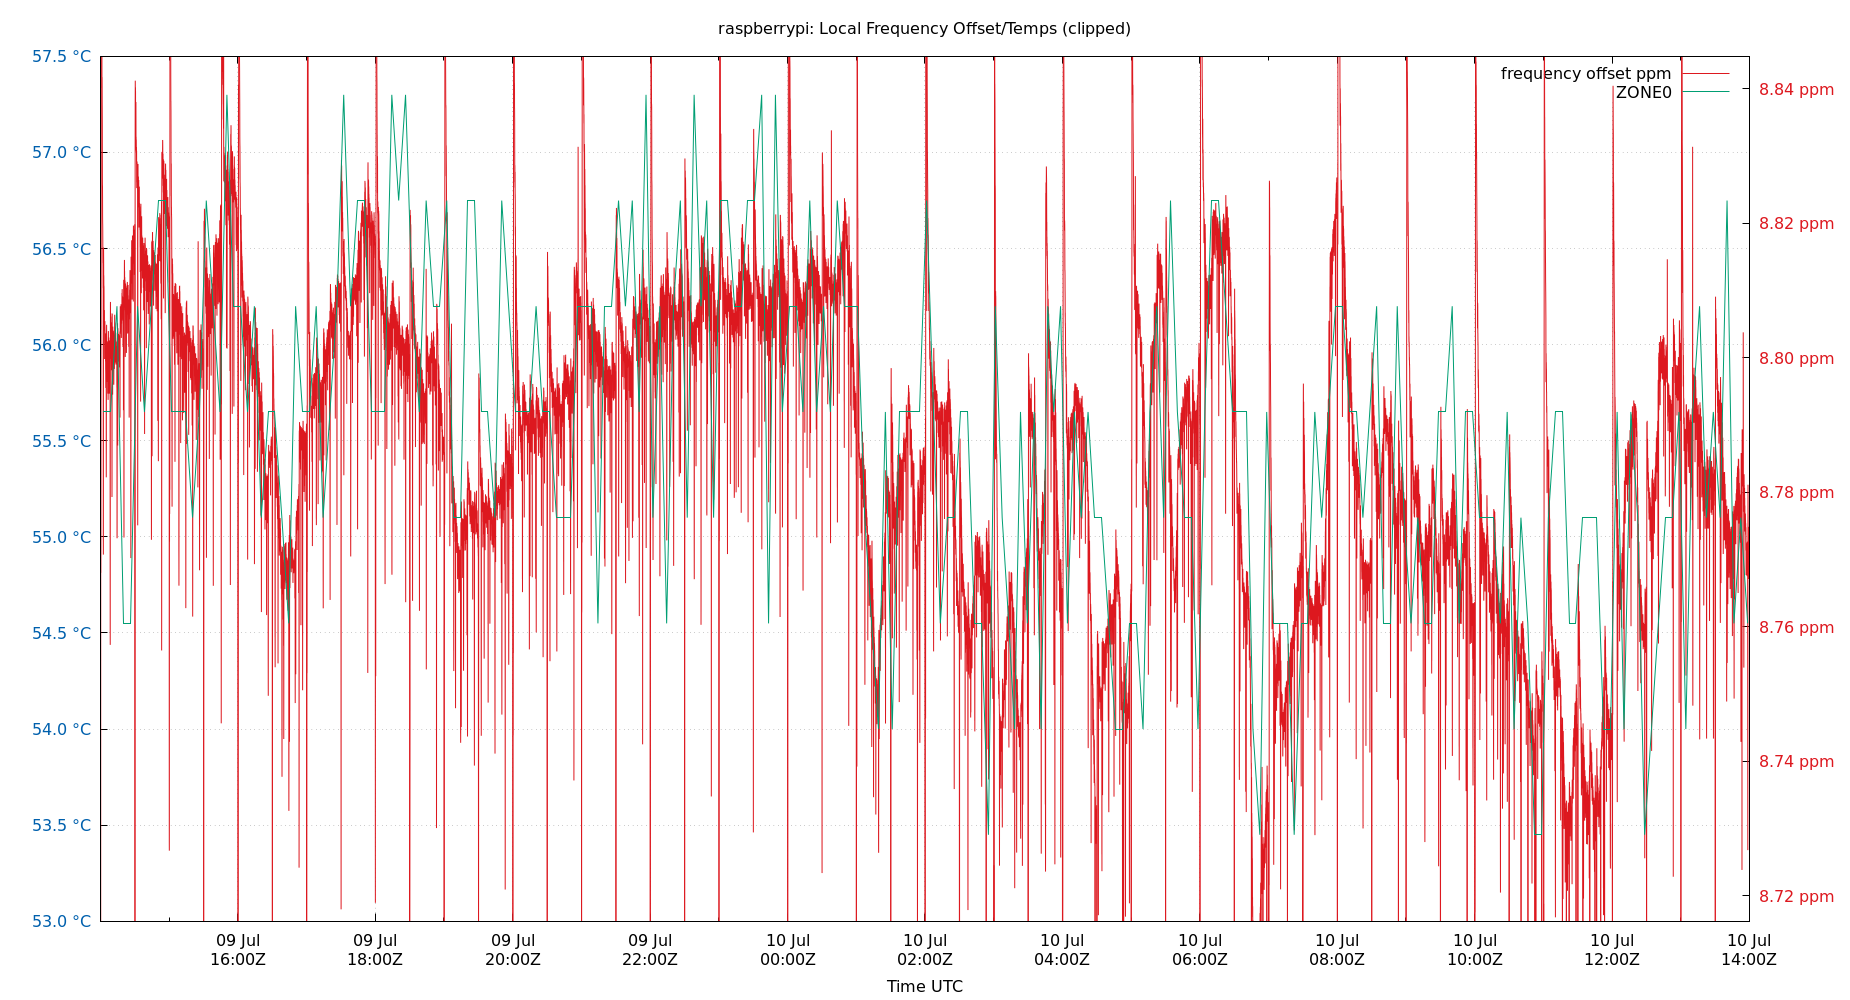 raspberrypi: Local Frequency Offset/Temps (clipped)
57.5 °C
57.0 °C
56.5 °C
56.0 °C
55.5 °C
55.0 °C
54.5 °C
54.0 °C
53.5 °C
53.0 °C
frequency offset ppm
ZONE0
8.84 ppm
8.82 ppm
8.80 ppm
8.78 ppm
8.76 ppm
8.74 ppm
8.72 ppm
09 Jul 09 Jul 09 Jul 09 Jul 10 Jul 10 Jul 10 Jul 10 Jul 10 Jul 10 Jul 10 Jul 10 Jul
16:00Z 18:00Z 20:00Z 22:00Z 00:00Z 02:00Z 04:00Z 06:00Z 08:00Z 10:00Z 12:00Z 14:00Z
Time UTC